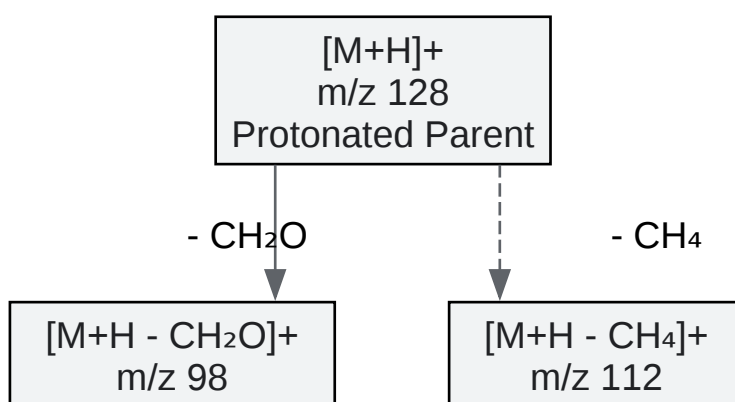 [M+H]+
m/z 128
Protonated Parent
- CH₂O
- CH₄
[M+H - CH₂O]+
m/z 98
[M+H - CH₄]+
m/z 112